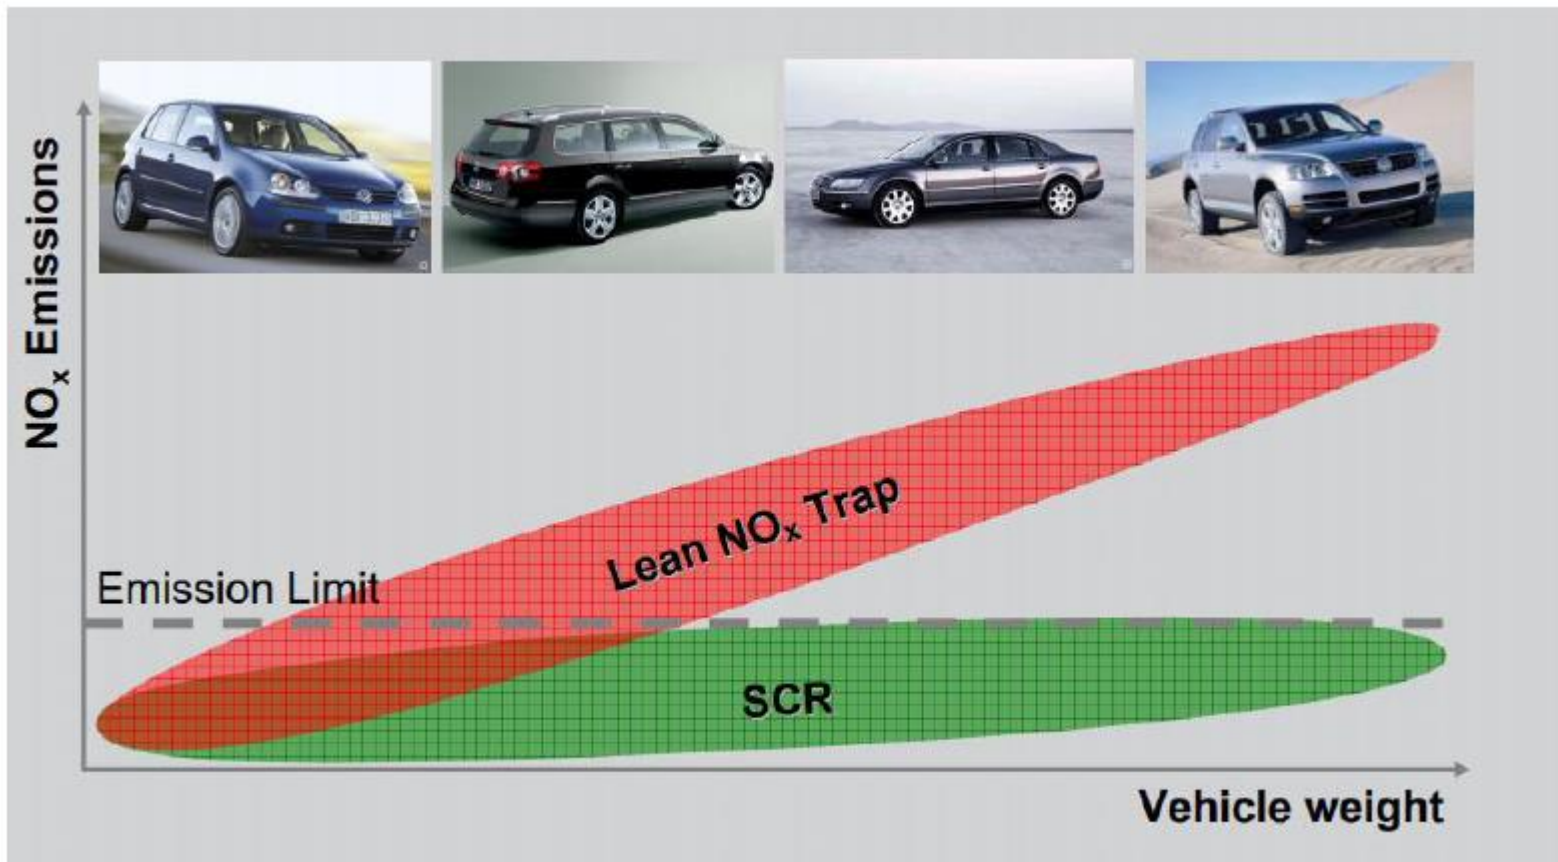 NOx Emissions
Emission Limit
Lean NOx Trap
SCR
Vehicle weight